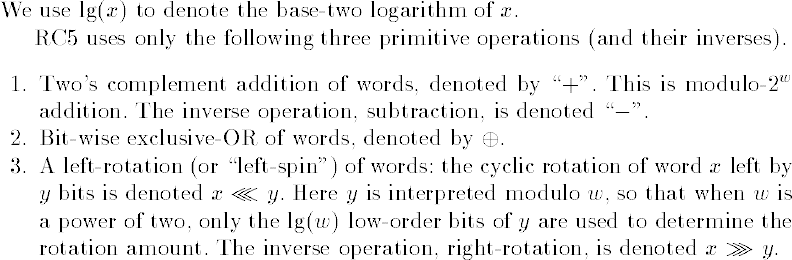 We use lg(x) to denote the base-two logarithm of x.
RC5 uses only the following three primitive operations (and their inverses).
1. Two's complement addition of words, denoted by “+”. This is modulo-2^w
addition. The inverse operation, subtraction, is denoted “−”.
2. Bit-wise exclusive-OR of words, denoted by ⊕.
3. A left-rotation (or “left-spin”) of words: the cyclic rotation of word x left by
y bits is denoted x ⋘ y. Here y is interpreted modulo w, so that when w is
a power of two, only the lg(w) low-order bits of y are used to determine the
rotation amount. The inverse operation, right-rotation, is denoted x ⋙ y.